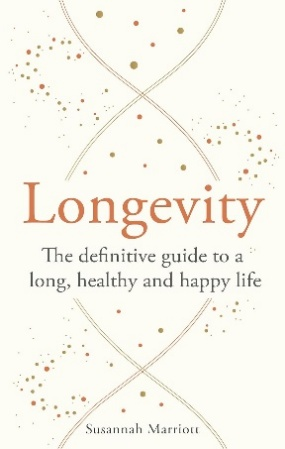 Longevity
The definitive guide to a
long, healthy and happy life
Susannah Marriott